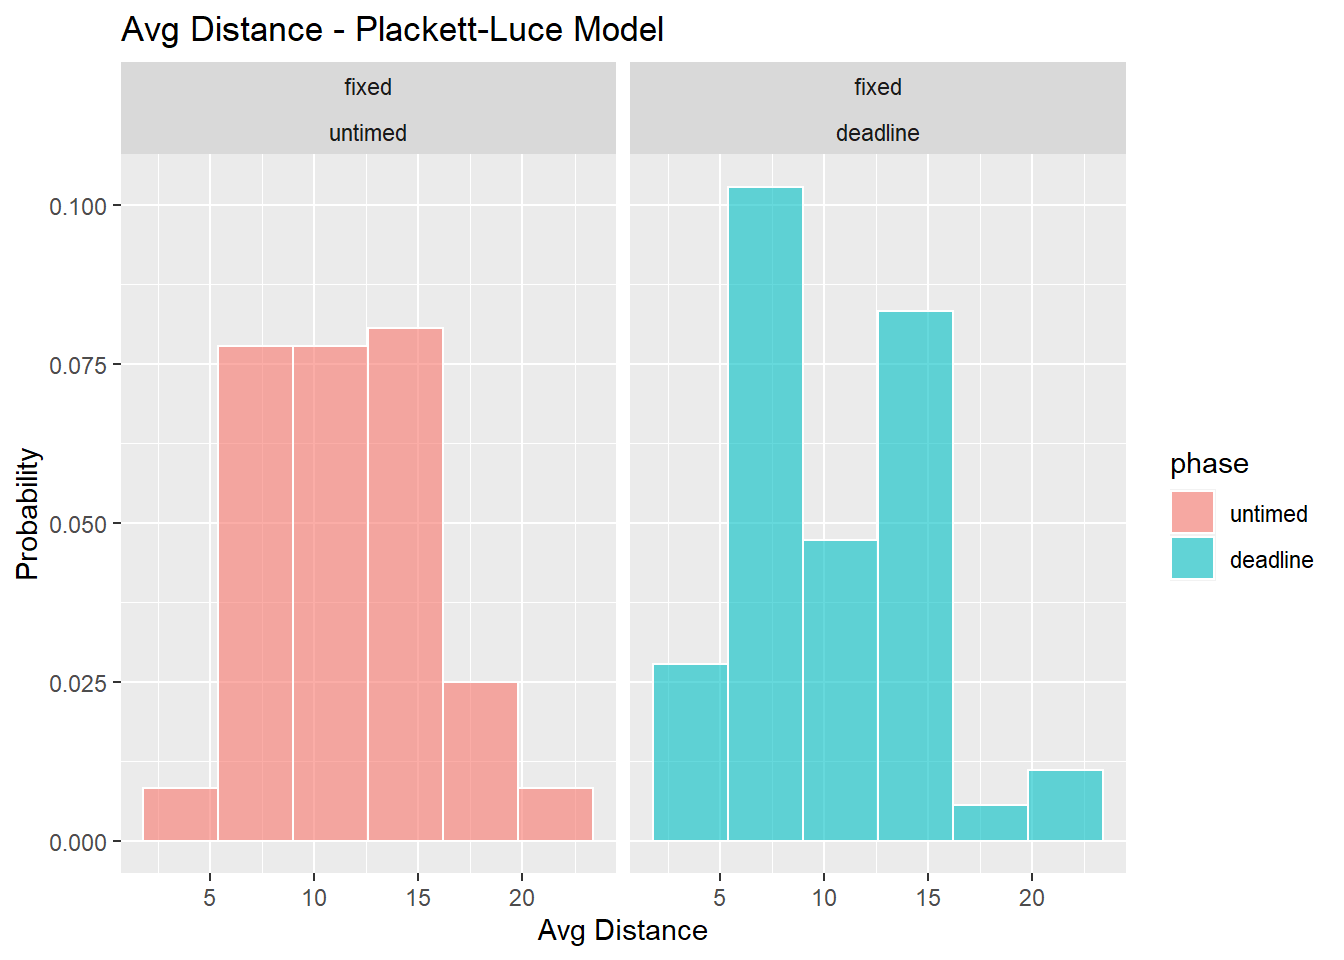 Avg Distance - Plackett-Luce Model
fixed
untimed
fixed
deadline
Probability
0.100
0.075
0.050
0.025
0.000
5
10
15
20
5
10
15
20
Avg Distance
phase
untimed
deadline